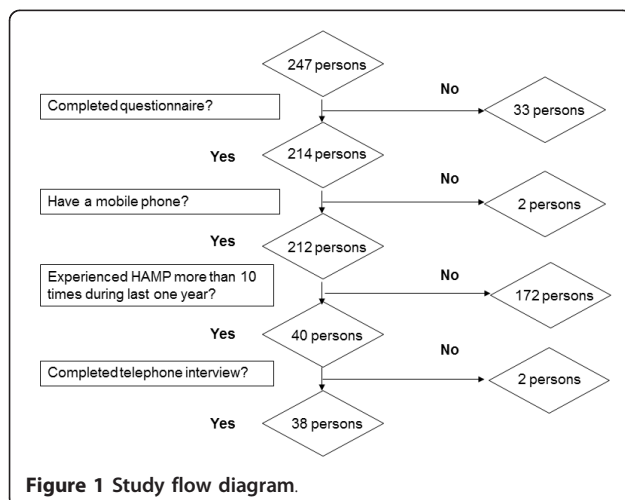 247 persons
No
Completed questionnaire?
33 persons
Yes
214 persons
No
Have a mobile phone?
2 persons
Yes
212 persons
No
Experienced HAMP more than 10
times during last one year?
172 persons
Yes
40 persons
No
Completed telephone interview?
2 persons
Yes
38 persons
Figure 1 Study flow diagram.